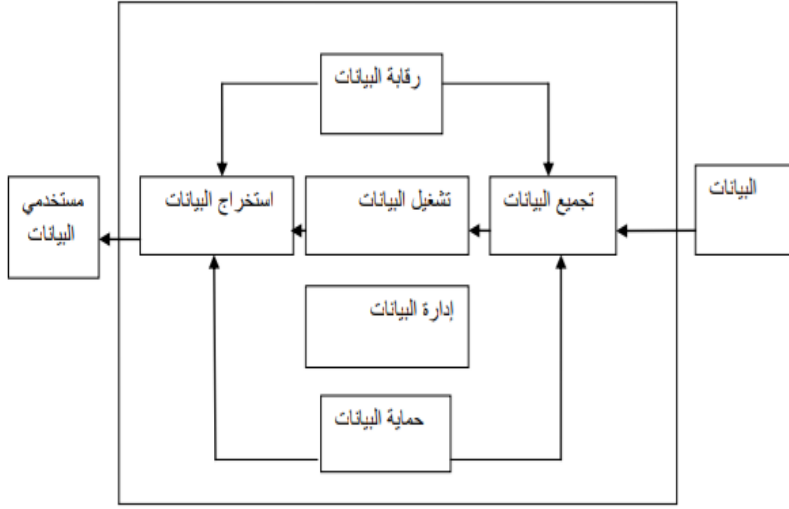 رقابة البيانات
البيانات
تجميع البيانات
تشغيل البيانات
استخراج البيانات
مستخدمي
البيانات
إدارة البيانات
حماية البيانات